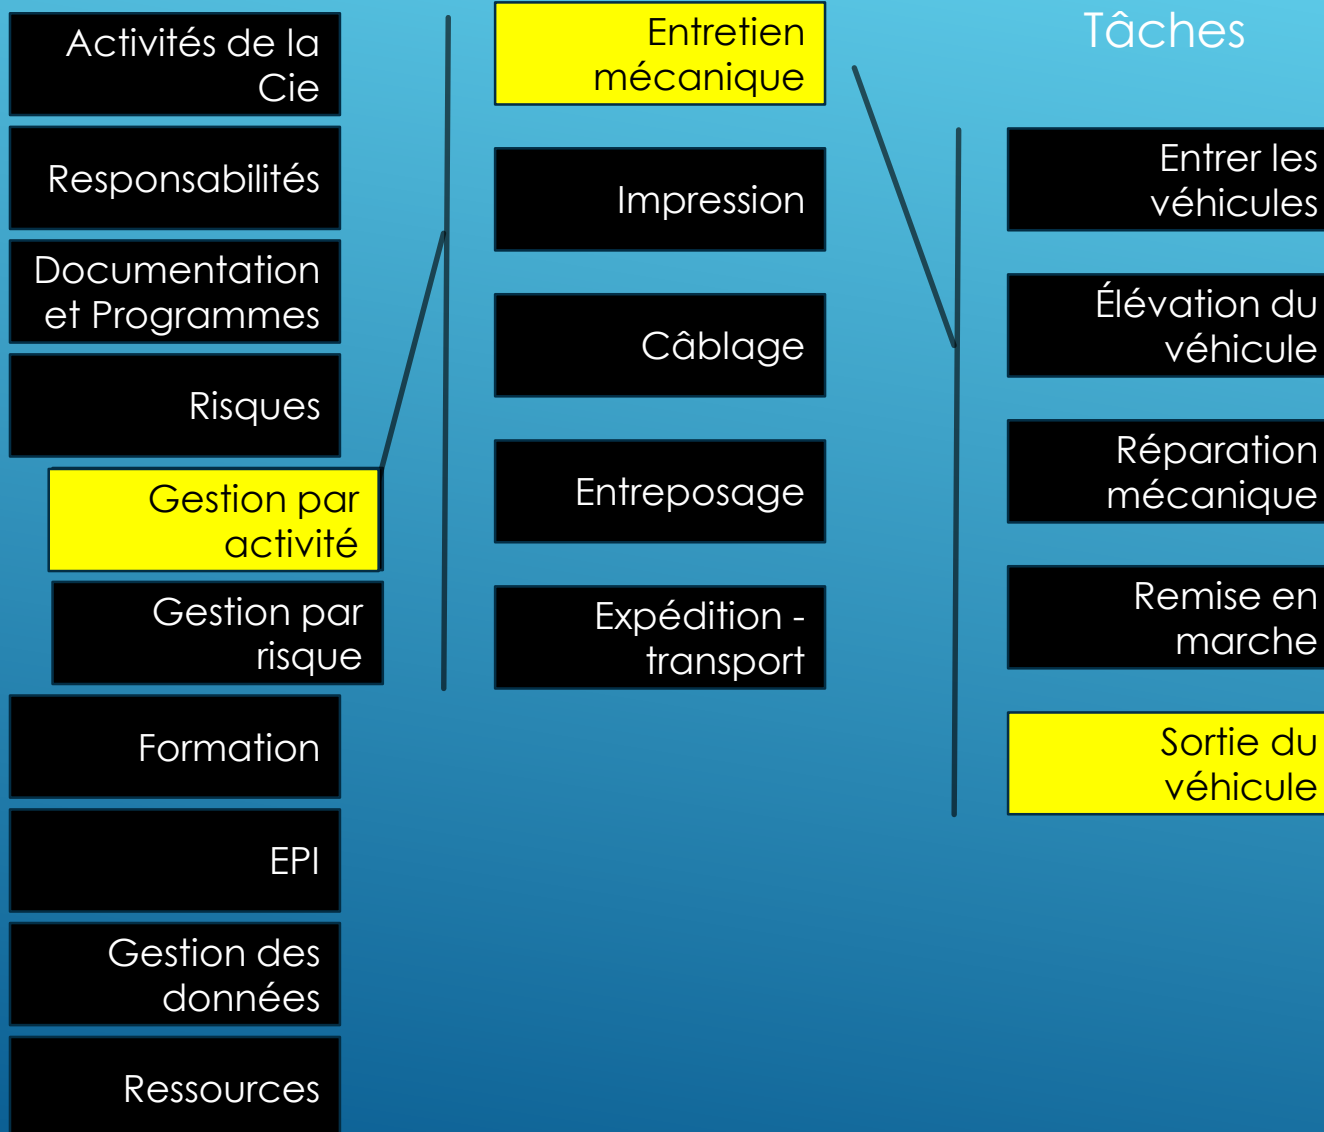 Activités de la
Cie
Responsabilités
Documentation
et Programmes
Risques
Gestion par
activité
Gestion par
risque
Formation
EPI
Gestion des
données
Ressources
Entretien
mécanique
Impression
Câblage
Entreposage
Expédition -
transport
Tâches
Entrer les
véhicules
Élévation du
véhicule
Réparation
mécanique
Remise en
marche
Sortie du
véhicule